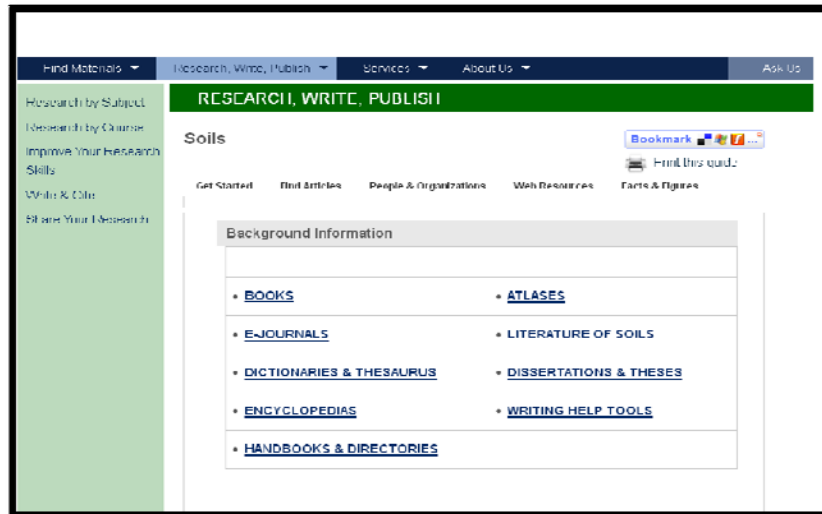 Find Materials Research, Write, Publish Services About Us Ask Us
RESEARCH, WRITE, PUBLISH
Research by Subject
Research by Course
Improve Your Research
Skills
Write & Cite
Share Your Research
Soils
Bookmark ...
Print this guide
Get Started Find Articles People & Organizations Web Resources Facts & Figures
Background Information
• BOOKS • ATLASES
• E-JOURNALS • LITERATURE OF SOILS
• DICTIONARIES & THESAURUS • DISSERTATIONS & THESES
• ENCYCLOPEDIAS • WRITING HELP TOOLS
• HANDBOOKS & DIRECTORIES